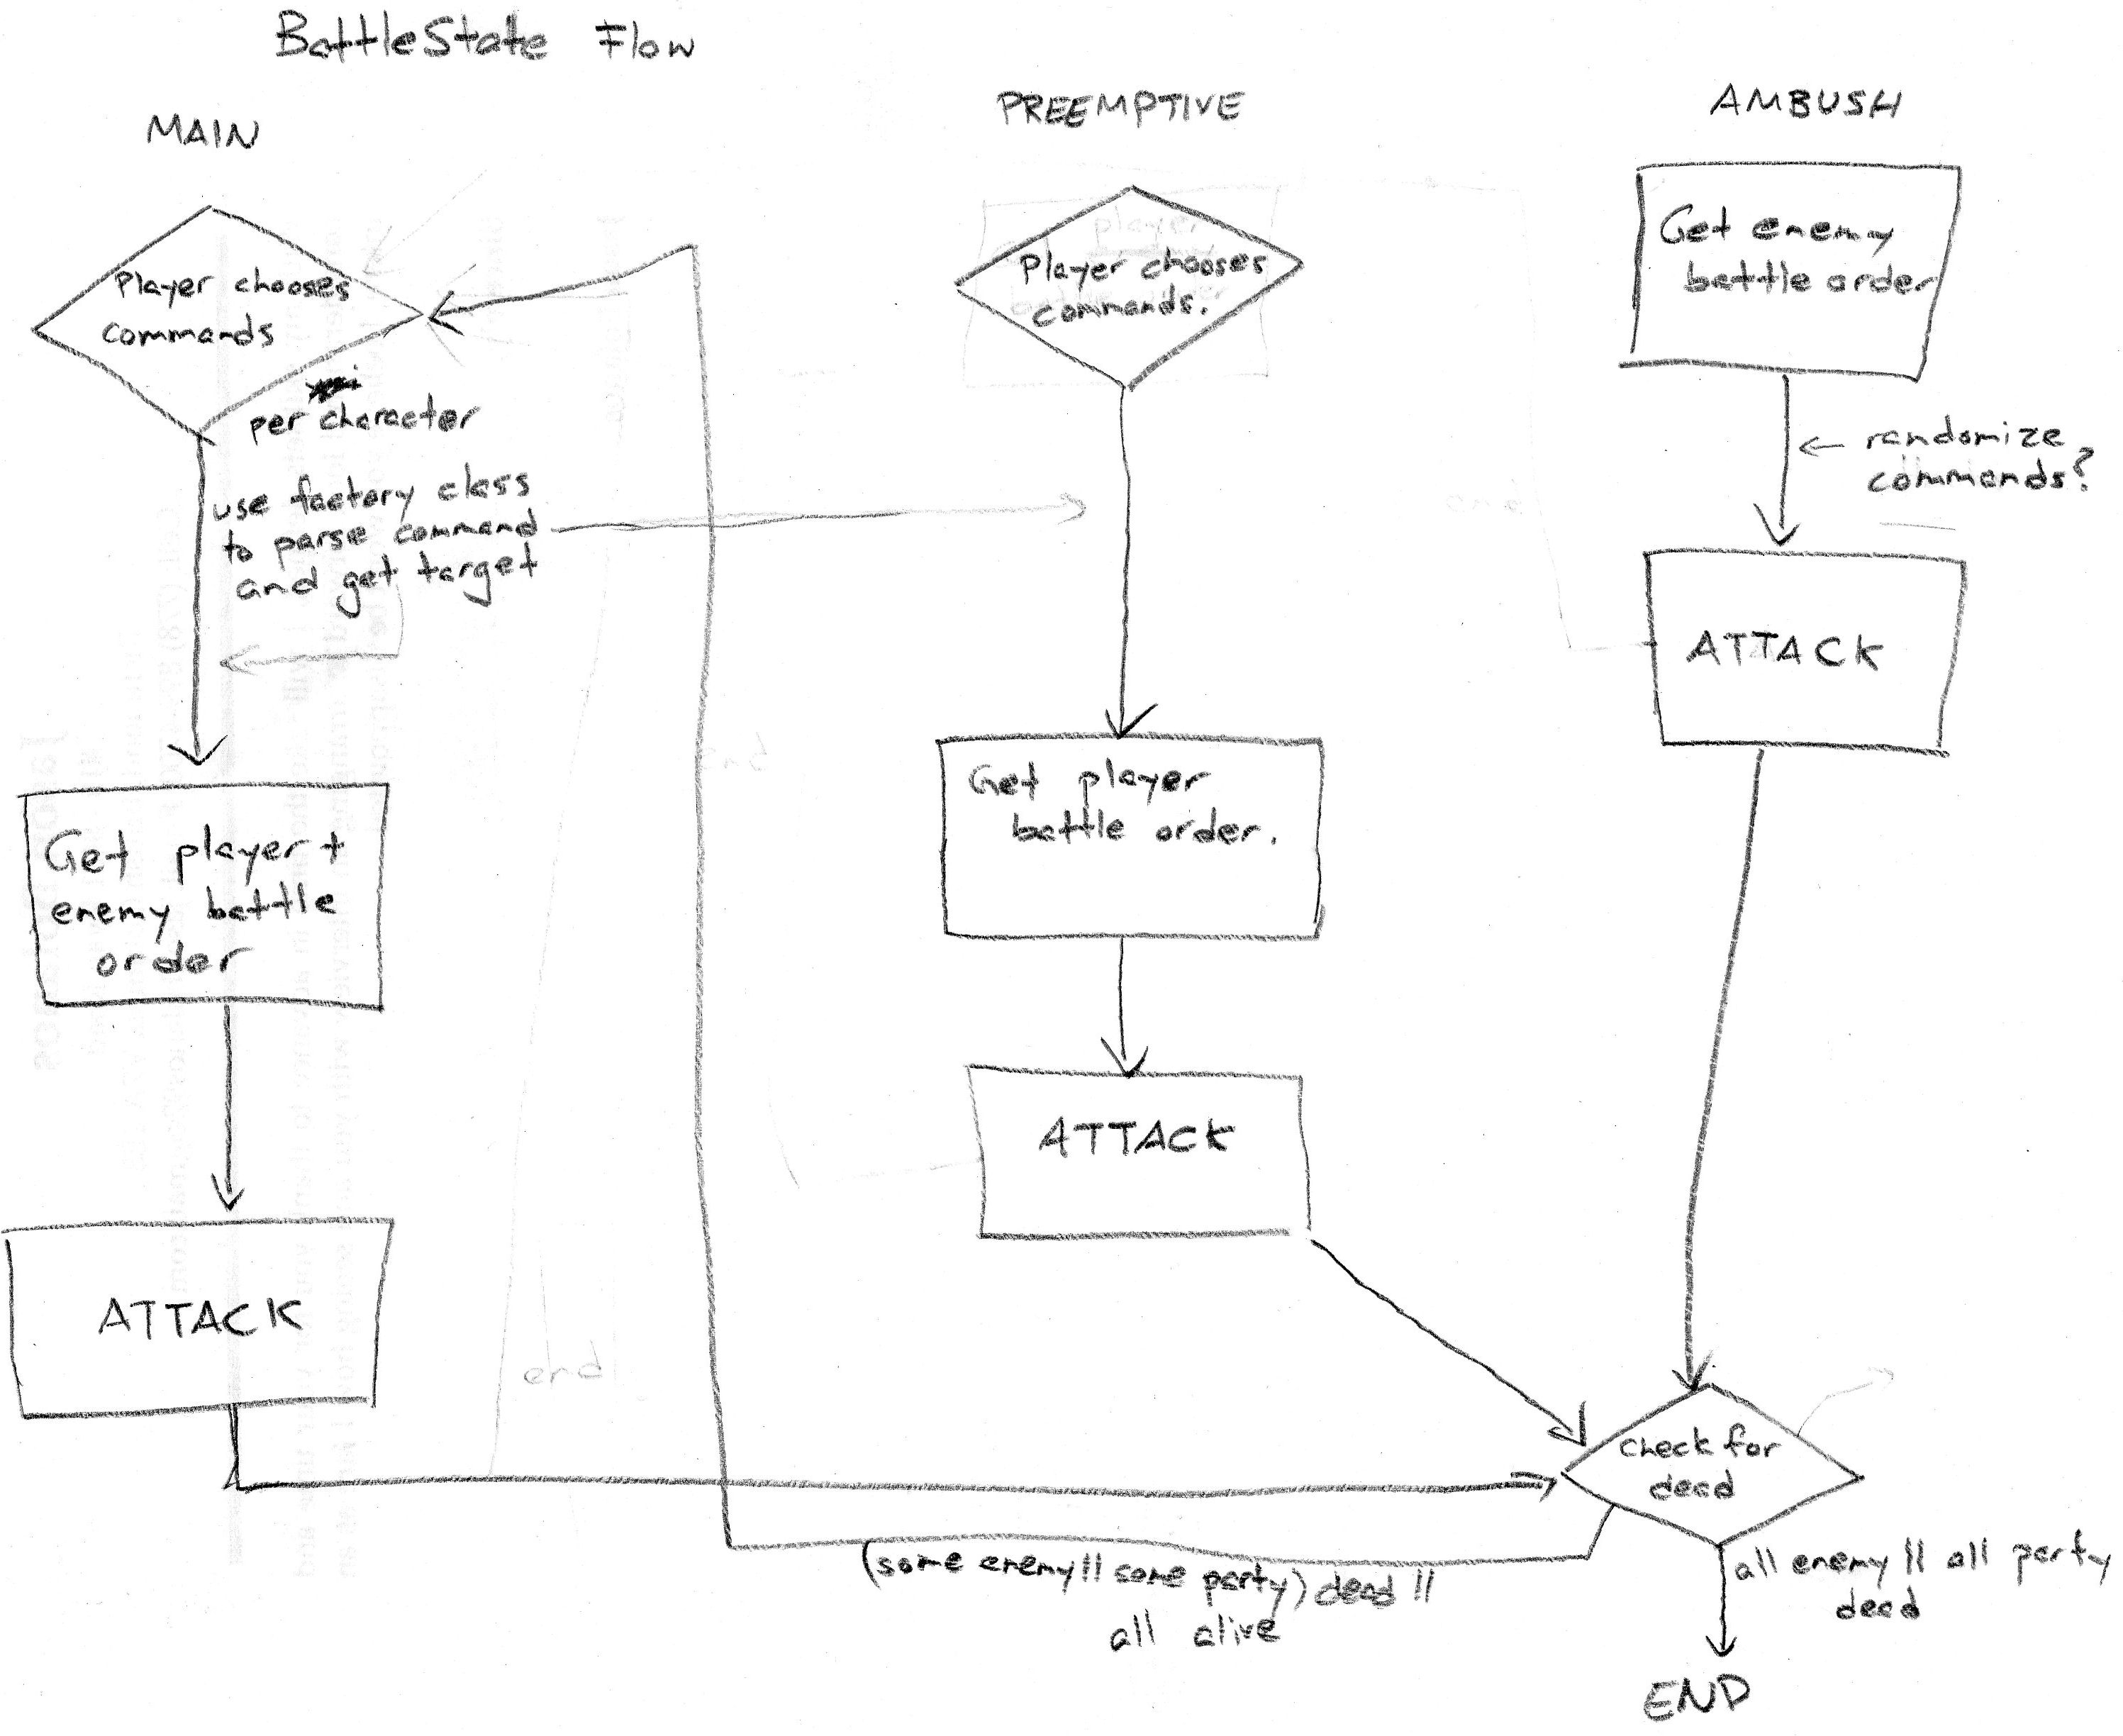 BattleState Flow
MAIN
PREEMPTIVE
AMBUSH
Player chooses
commands
per character
use factory class
to parse command
and get target
Get player +
enemy battle
order
ATTACK
Player chooses
commands.
Get player
battle order.
ATTACK
Get enemy
battle order
← randomize
commands?
ATTACK
check for
dead
(some enemy || some party) dead ||
all alive
all enemy || all party
dead
END
end